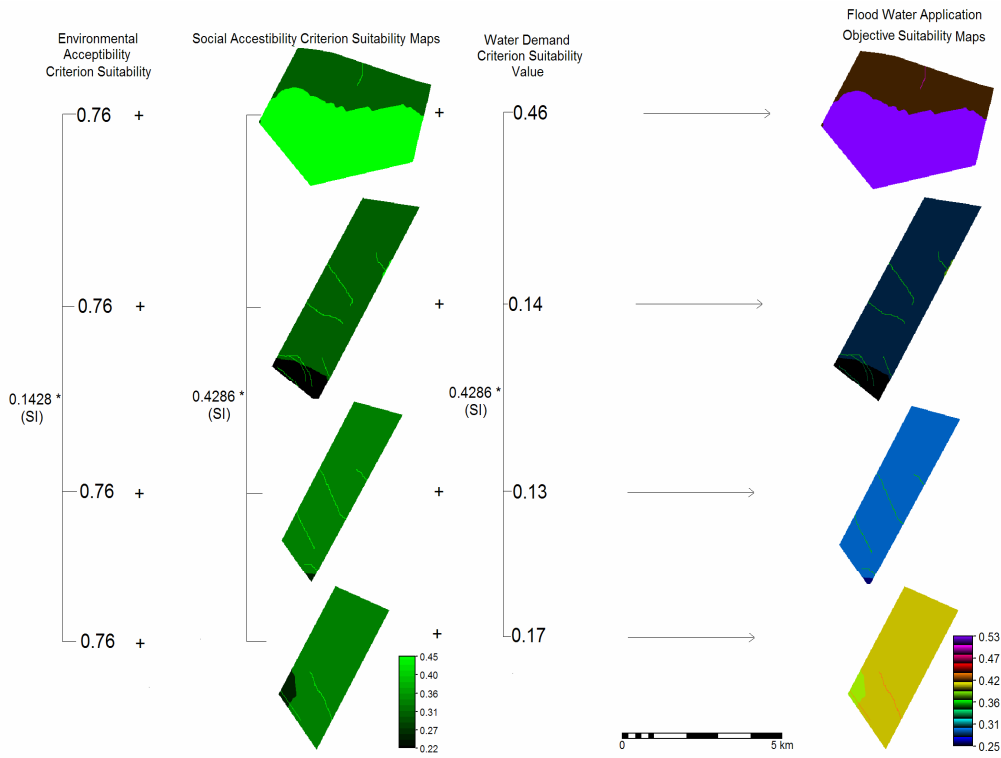 Flood Water Application
Objective Suitability Maps
Environmental
Acceptibility
Criterion Suitability
Social Accestibility Criterion Suitability Maps
Water Demand
Criterion Suitability
Value
0.76 + + 0.46
0.76 + + 0.14
0.1428 *
(SI)
0.4286 *
(SI)
0.4286 *
(SI)
0.76 + + 0.13
0.76 + + 0.17
0.45
0.40
0.36
0.31
0.27
0.22
0.53
0.47
0.42
0.36
0.31
0.25
0 5 km